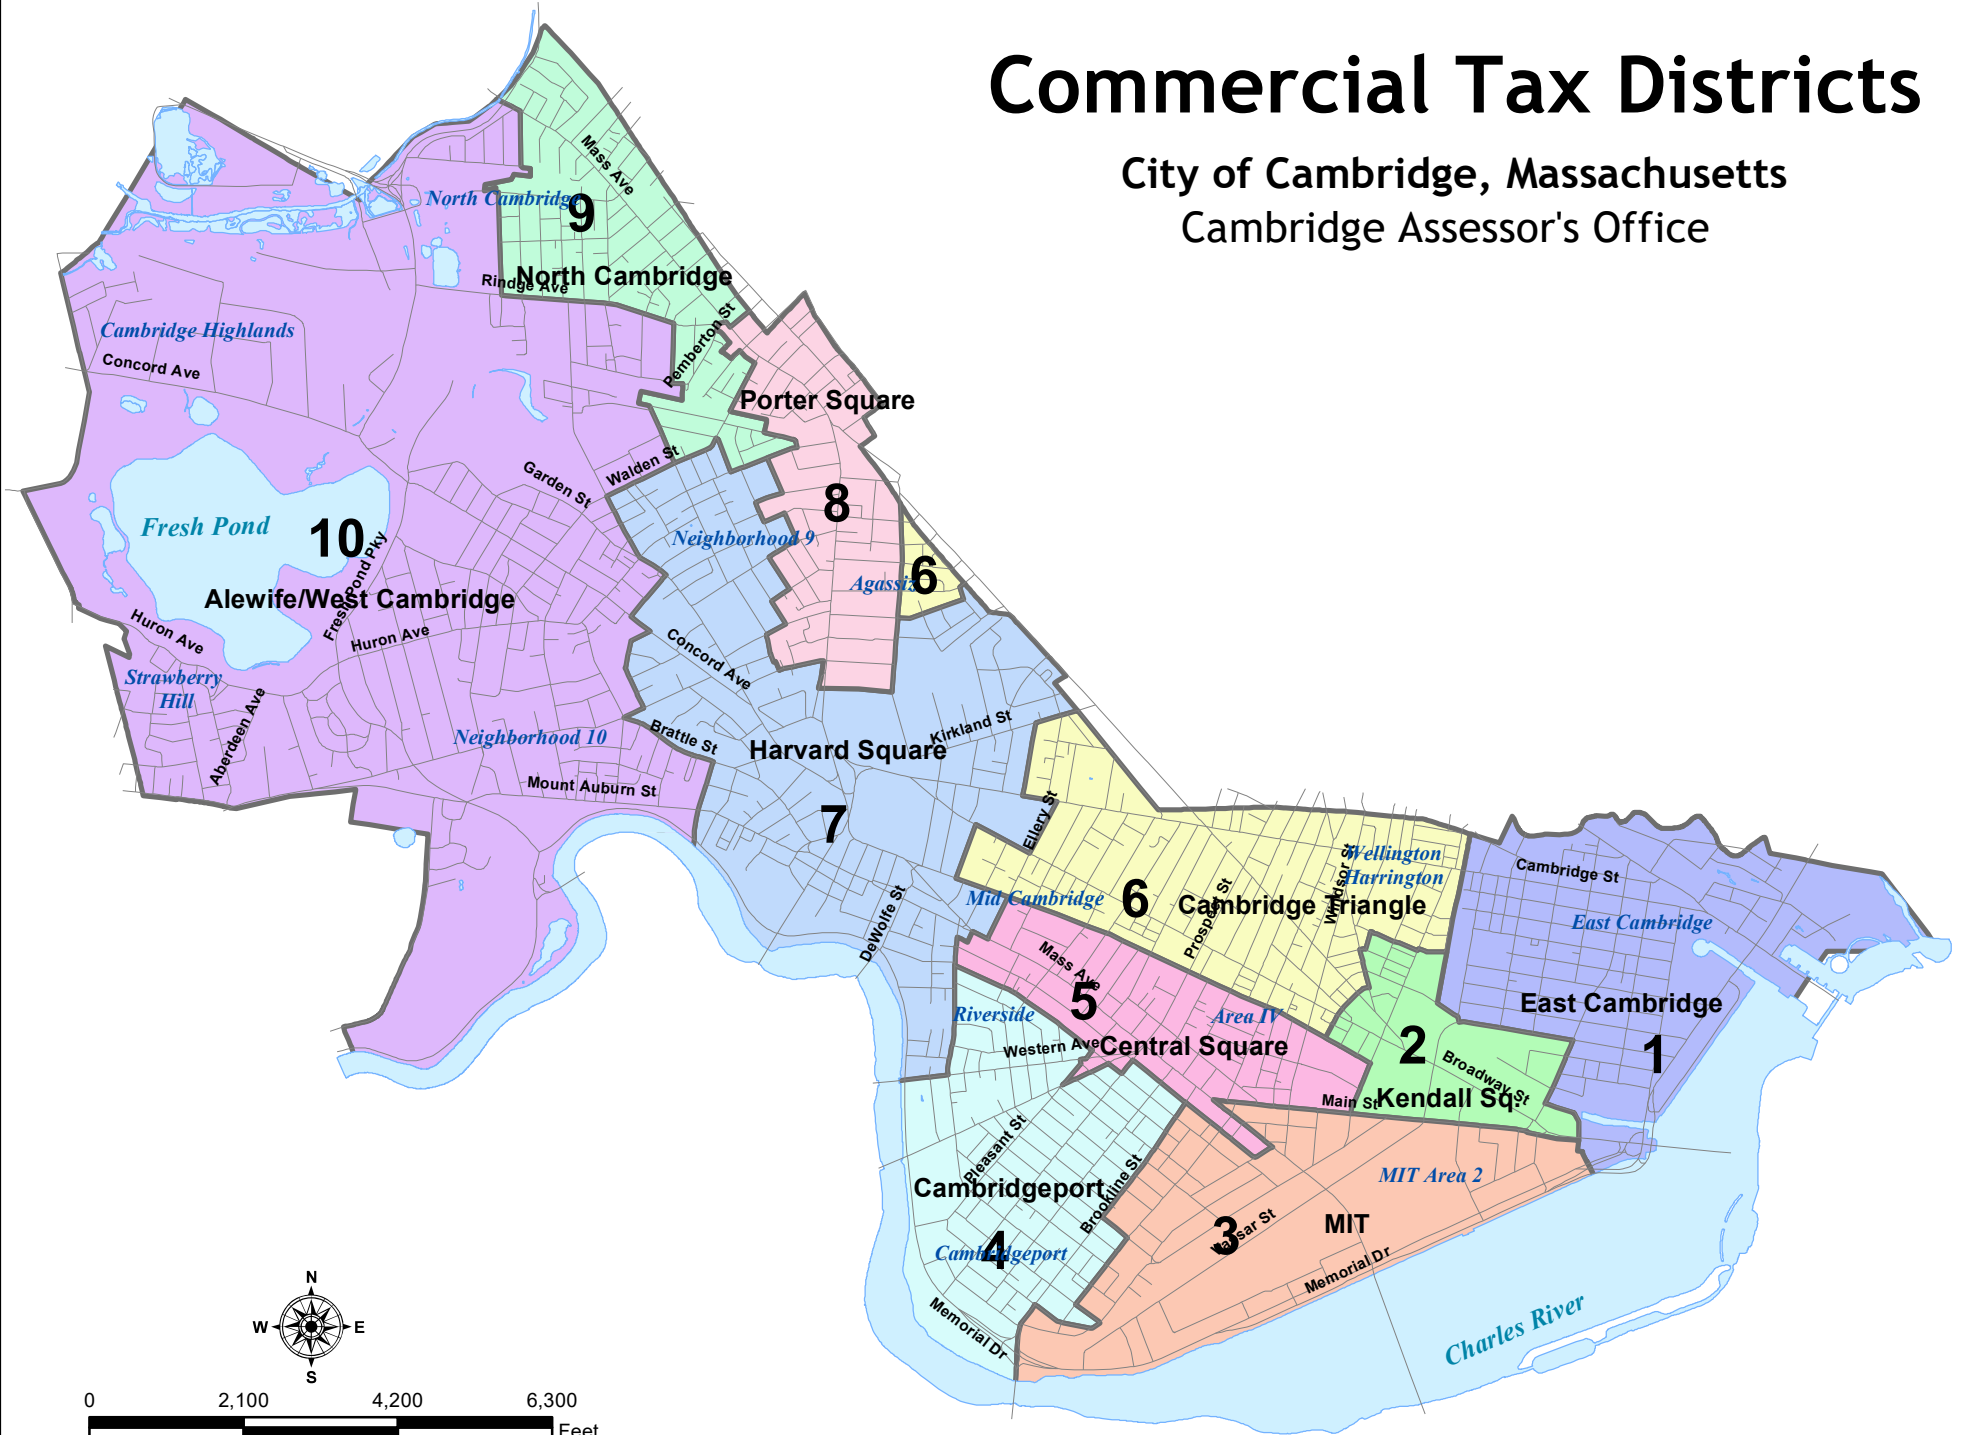 Commercial Tax Districts
City of Cambridge, Massachusetts
Cambridge Assessor's Office
Mass Ave
North Cambridge
9
North Cambridge
Rindge Ave
Pemberton St
Cambridge Highlands
Concord Ave
Porter Square
Walden St
Garden St
8
Fresh Pond
10
Fresh Pond Pky
Neighborhood 9
Agassiz
6
Alewife/West Cambridge
Huron Ave
Huron Ave
Concord Ave
Strawberry
Hill
Aberdeen Ave
Neighborhood 10
Brattle St
Kirkland St
Harvard Square
Mount Auburn St
7
Ellery St
Wellington
Harrington
Windsor St
Cambridge St
Mid Cambridge
6
Cambridge Triangle
Prospect St
East Cambridge
DeWolfe St
Mass Ave
5
Riverside
Area IV
East Cambridge
1
2
Western Ave
Central Square
Broadway St
Main St
Kendall Sq.
Pleasant St
Cambridgeport
Brookline St
MIT Area 2
3
Vassar St
MIT
4
Cambridgeport
Memorial Dr
Memorial Dr
Charles River
N
W
E
S
0
2,100
4,200
6,300
Feet